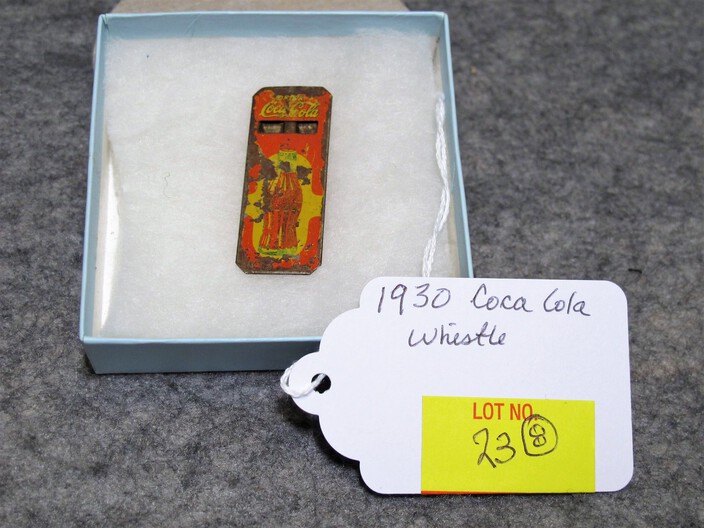 Coca-Cola
1930 Coca Cola
Whistle
LOT NO.
23 8